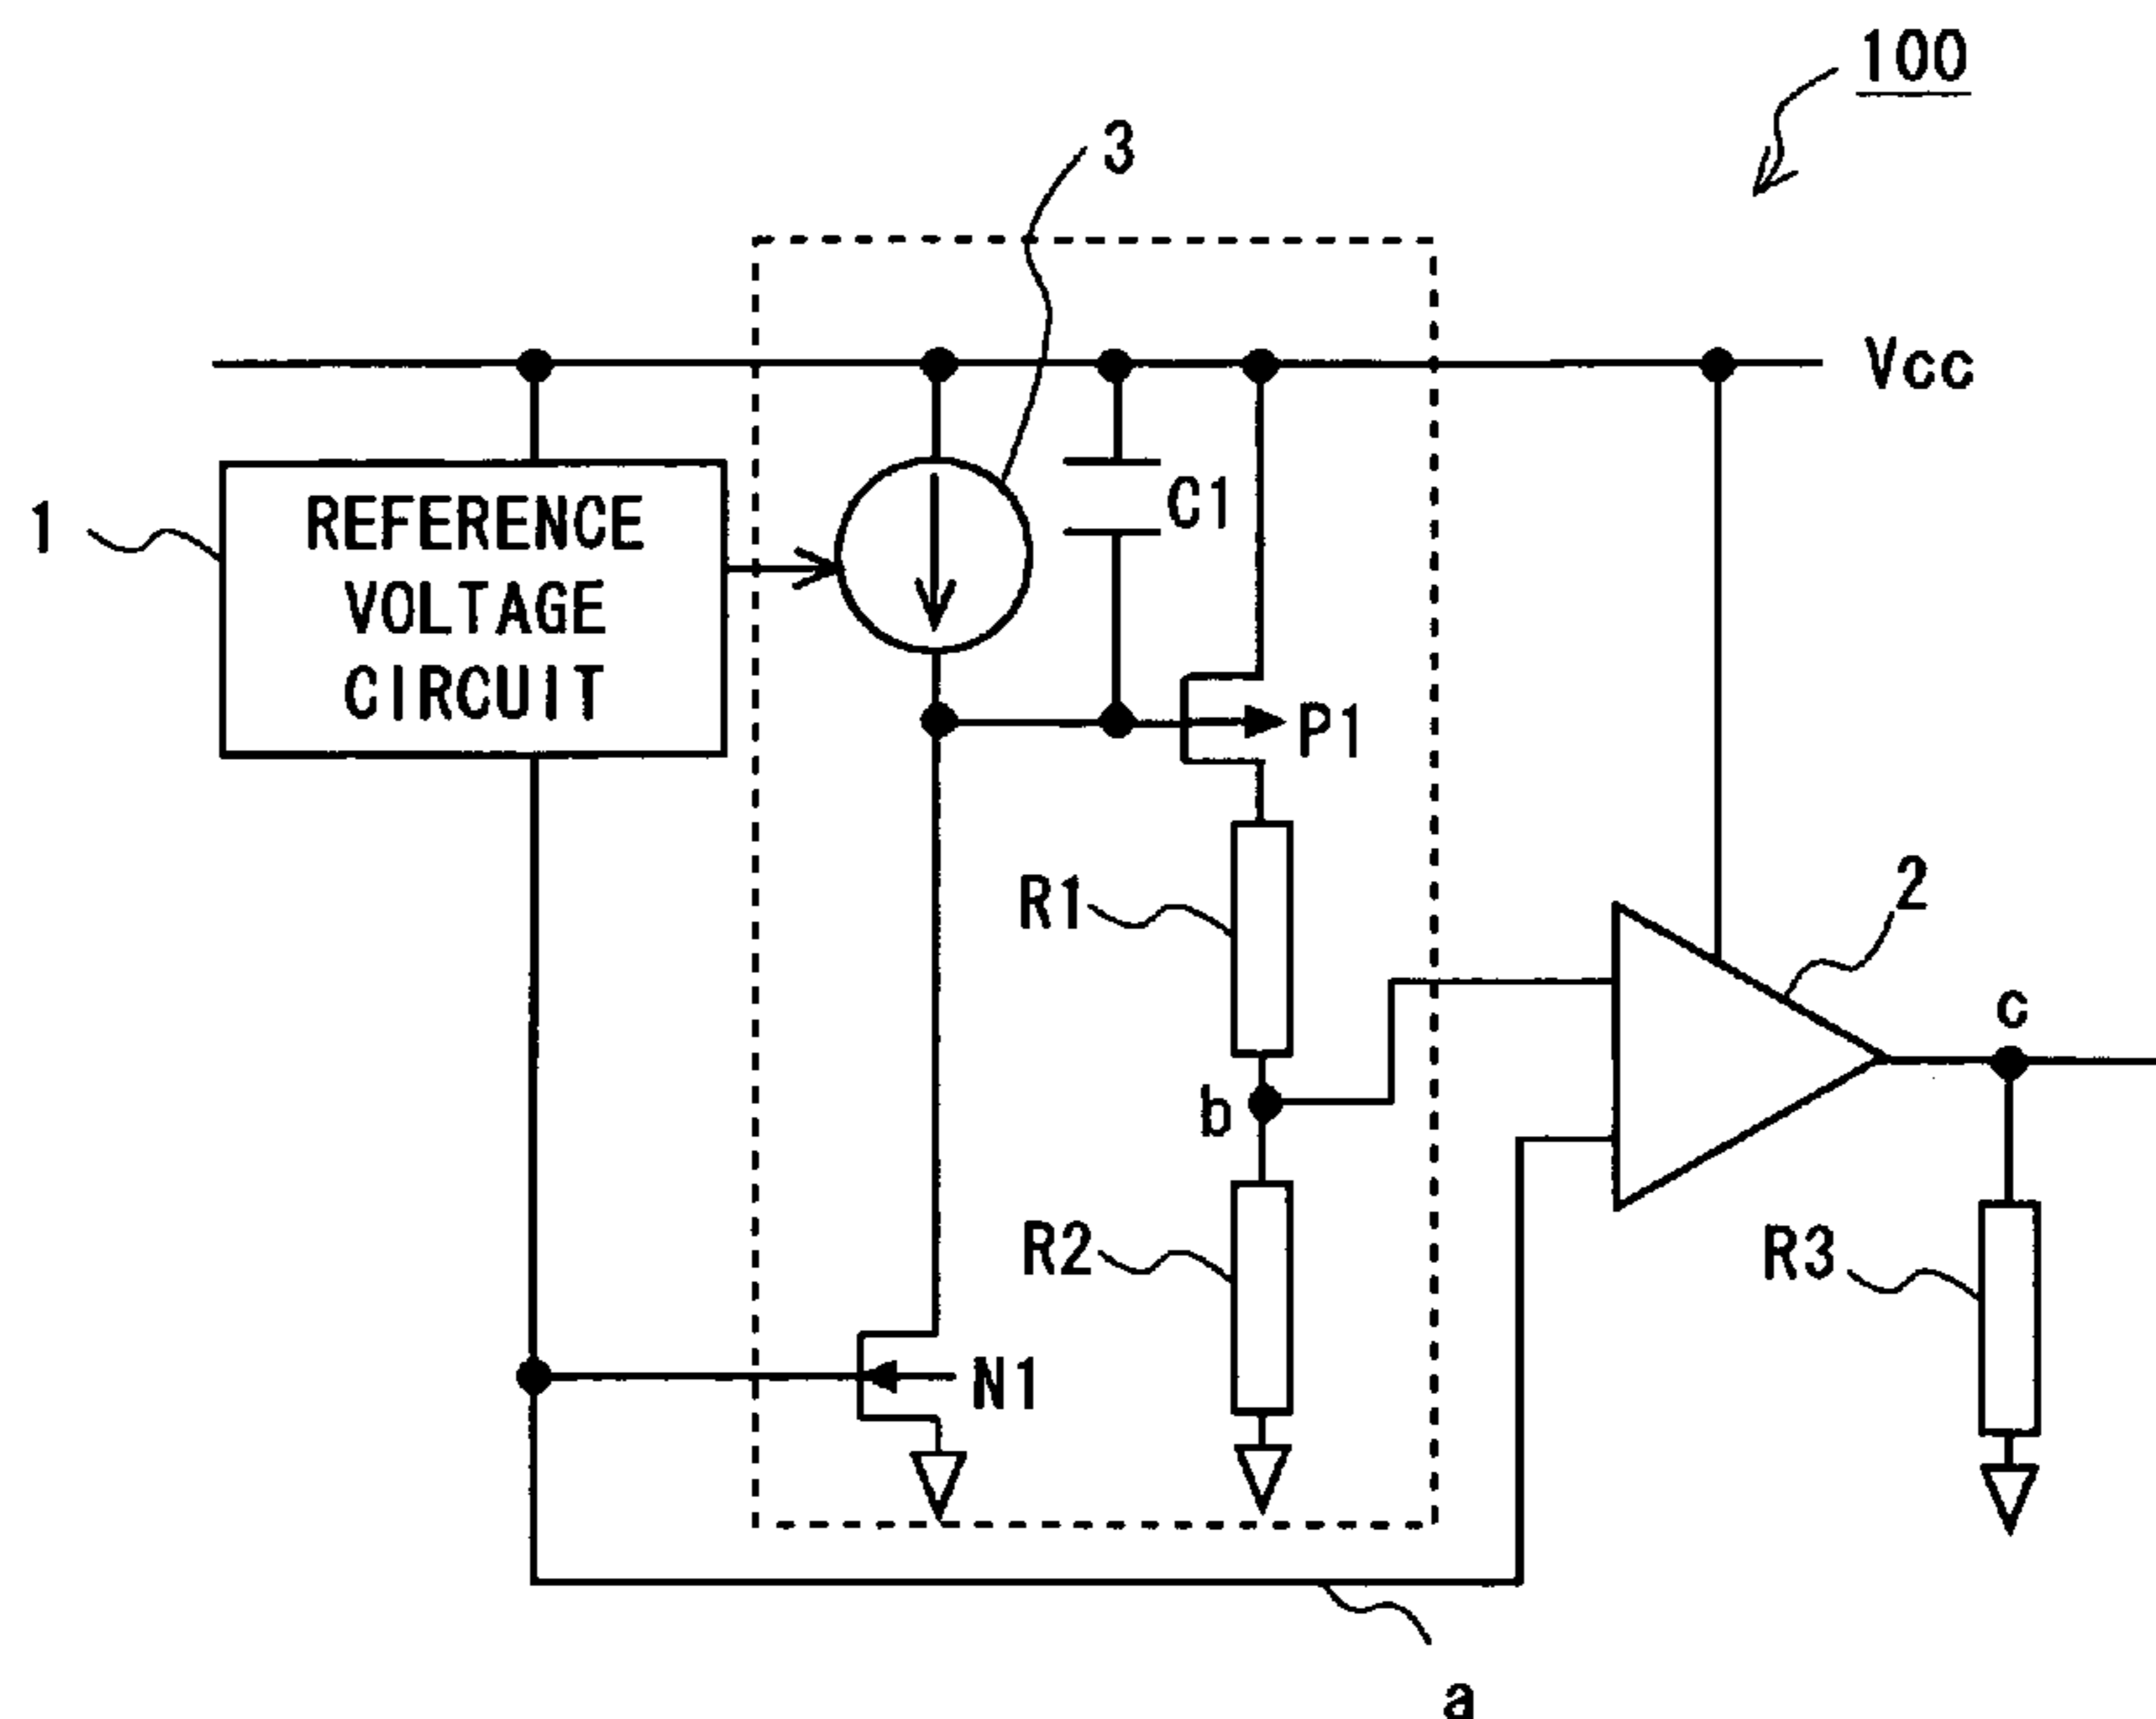 100
3
Vcc
1
REFERENCE
VOLTAGE
CIRCUIT
C1
P1
R1
2
c
b
R2
R3
N1
a